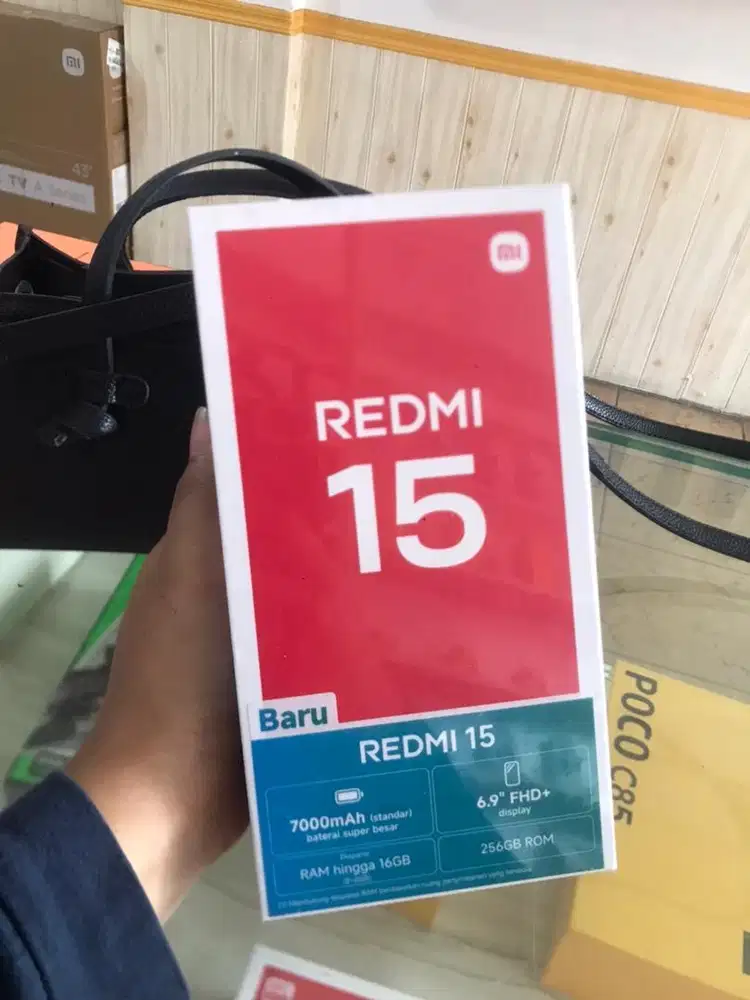 mi
43"
TV A Series
mi
REDMI
15
Baru
REDMI 15
7000mAh (standar)
baterai super besar
6.9" FHD+
display
RAM hingga 16GB
256GB ROM
POCO C85